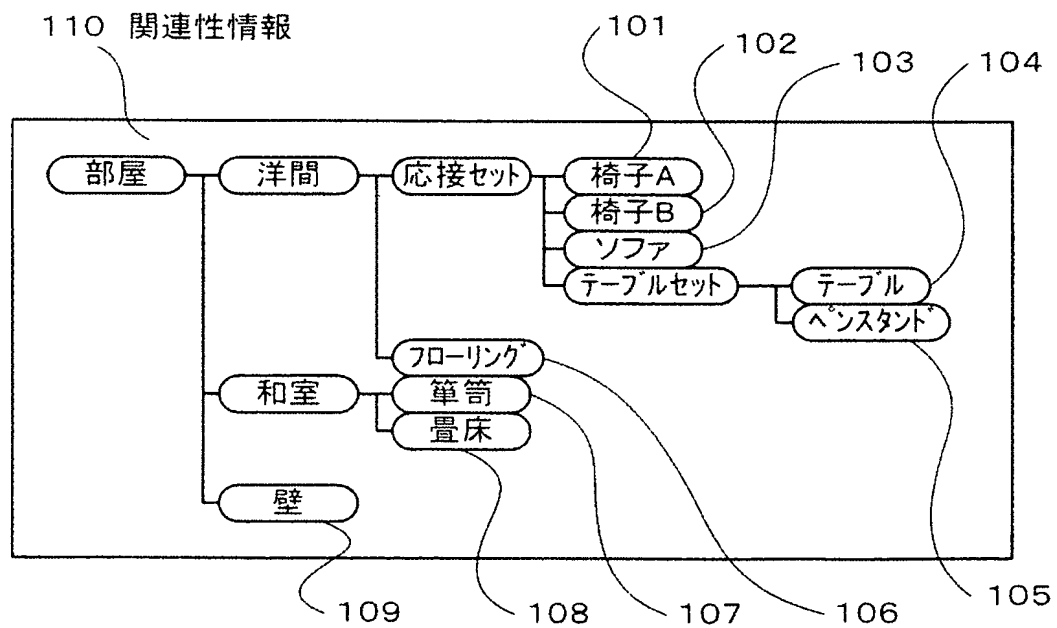 110 関連性情報
101
102
103
104
部屋
洋間
応接セット
椅子A
椅子B
ソファ
テーブルセット
テーブル
ペンスタンド
フローリング
和室
箪笥
畳床
壁
109
108
107
106
105